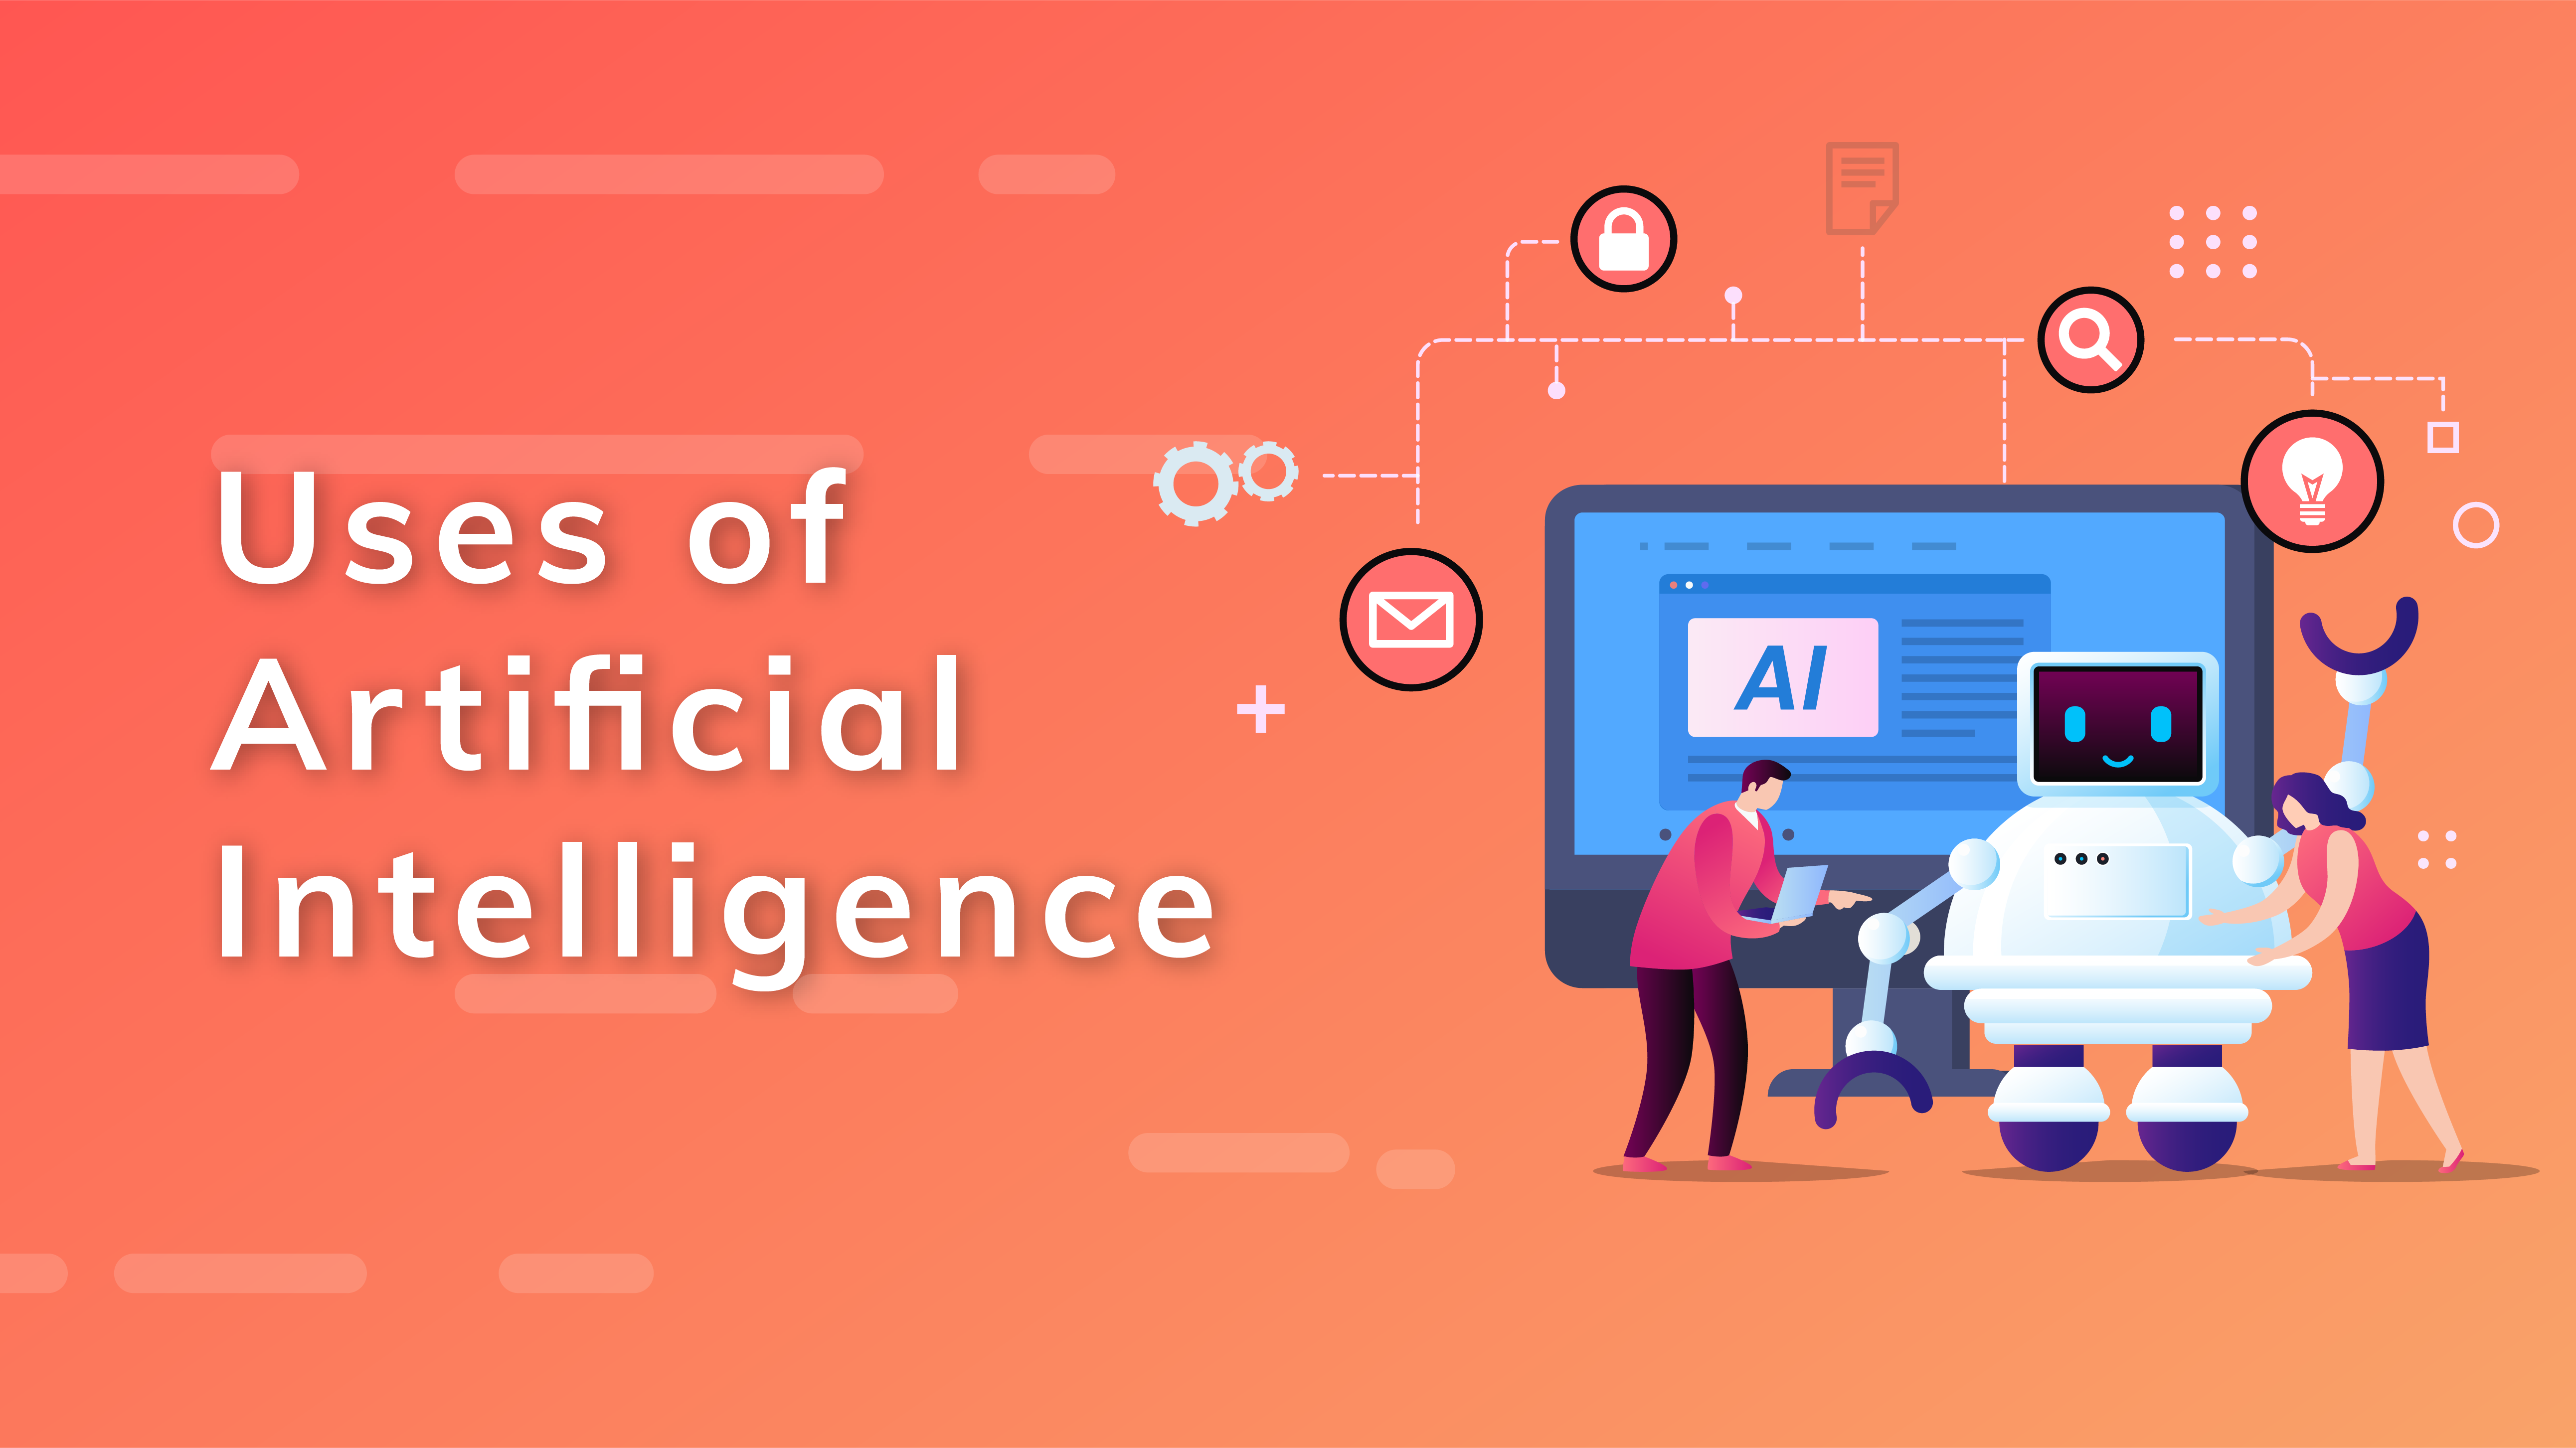 Uses of
Artificial
Intelligence
AI